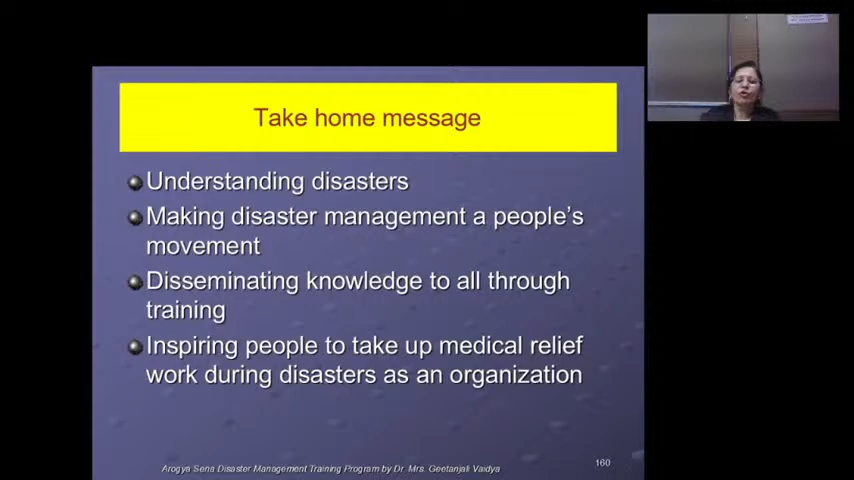 Take home message
Understanding disasters
Making disaster management a people's
movement
Disseminating knowledge to all through
training
Inspiring people to take up medical relief
work during disasters as an organization
Arogya Sena Disaster Management Training Program by Dr. Mrs. Geetanjali Vaidya
160